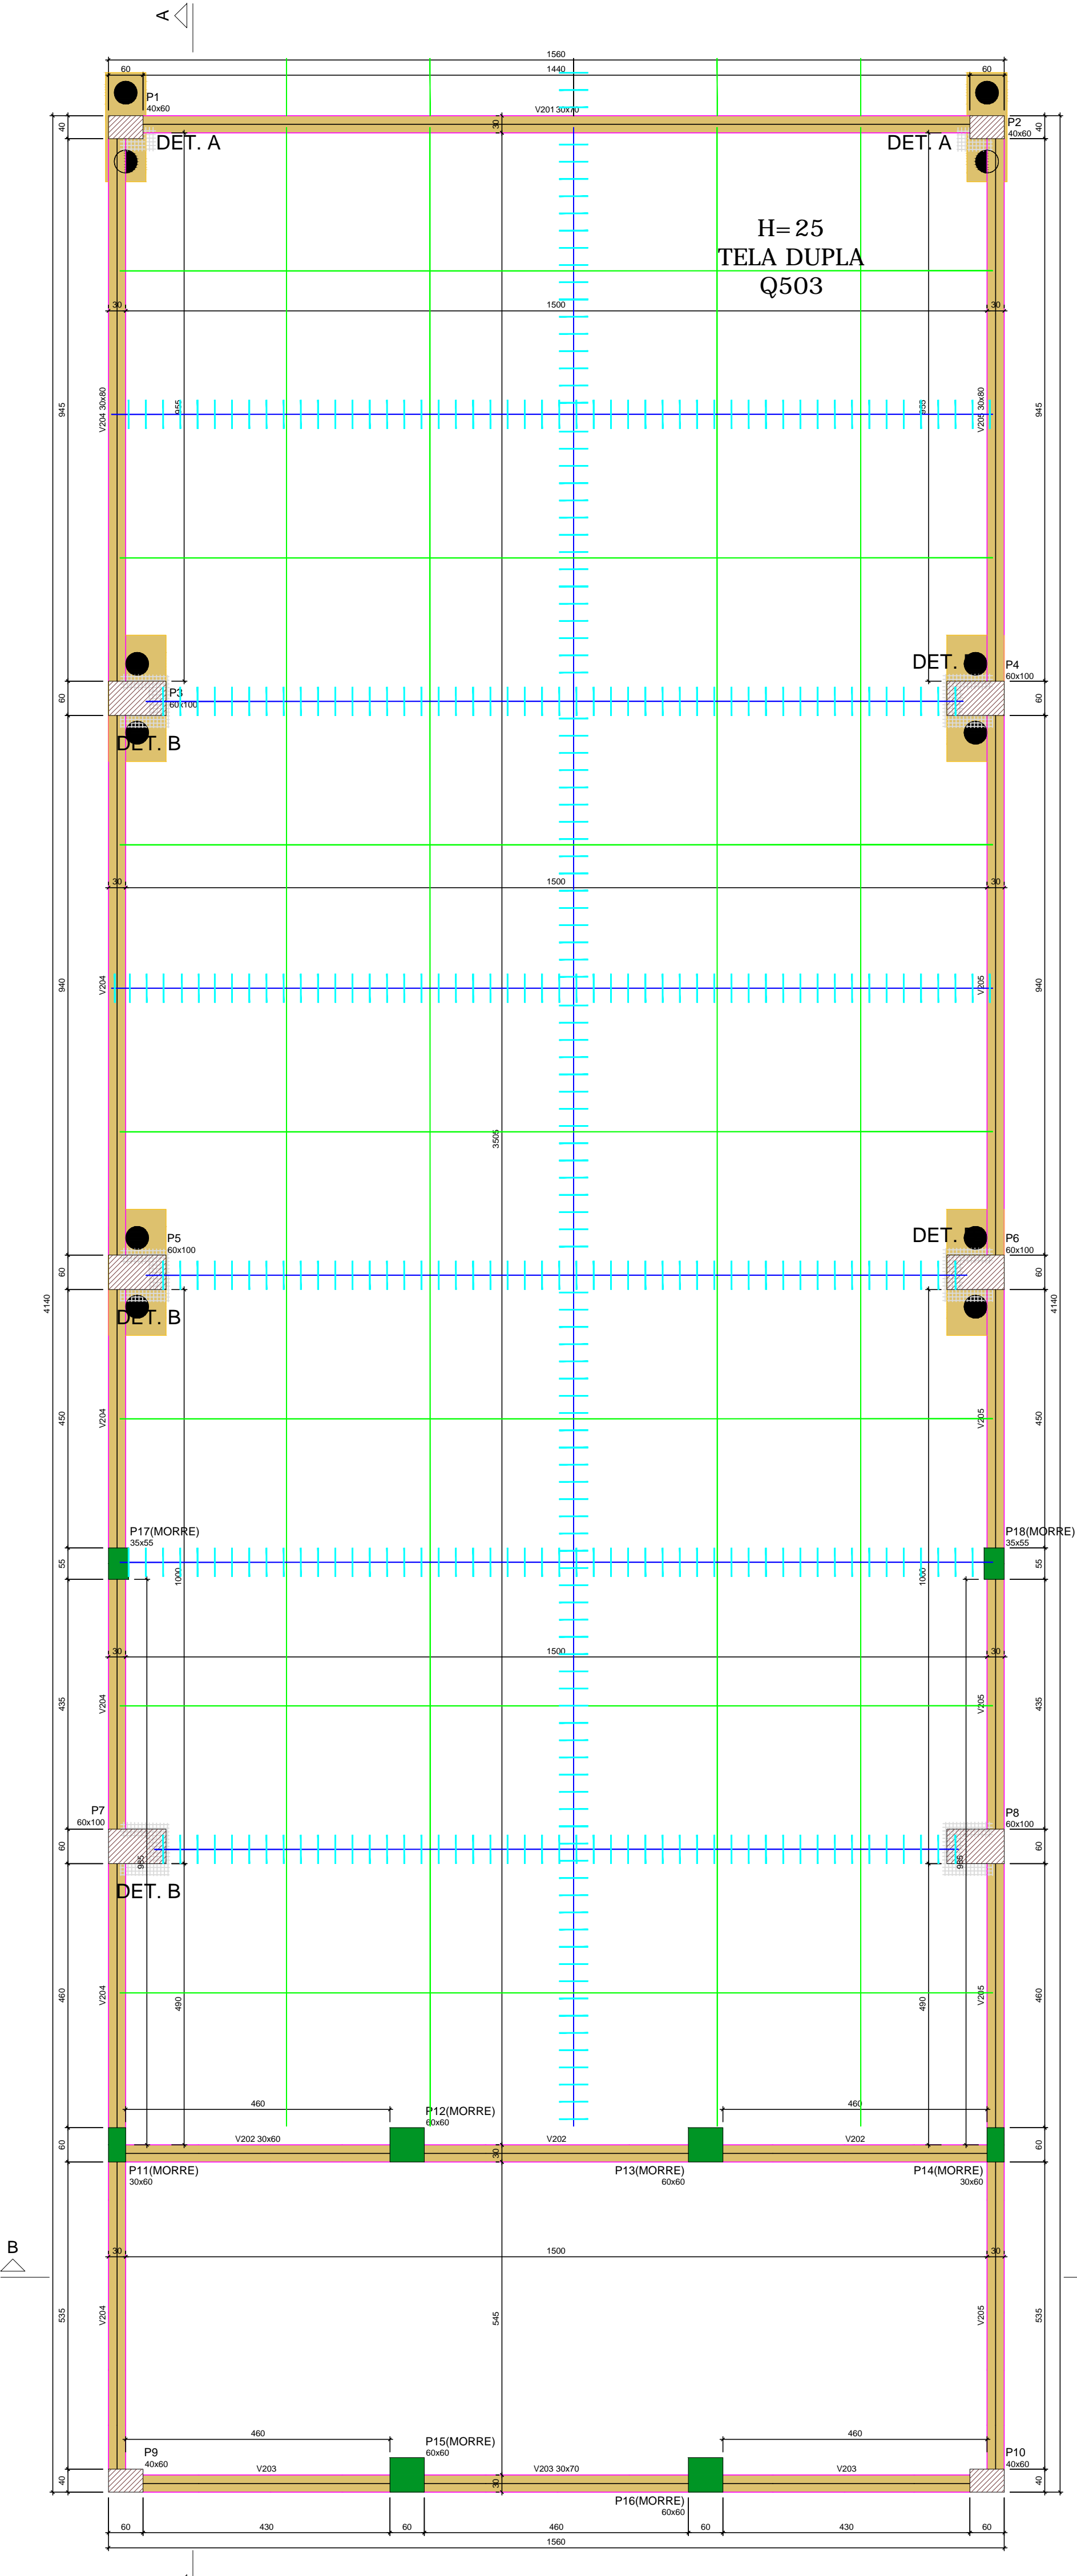 A
1560
60
1440
60
P1
40x60
V201 30x70
P2
40x60
40
30
40
DET. A
DET. A
H=25
TELA DUPLA
Q503
30
1500
30
945
V204 30x80
955
955
V205 30x80
945
DET.
P4
60x100
P3
60x100
60
60
DET. B
30
1500
30
940
V204
V205
940
3505
P5
60x100
DET.
P6
60x100
60
60
4140
4140
DET. B
450
V204
V205
450
P17(MORRE)
35x55
P18(MORRE)
35x55
55
1000
1000
55
30
1500
30
435
V204
V205
435
P7
60x100
P8
60x100
60
985
985
60
DET. B
460
V204
490
490
V205
460
460
P12(MORRE)
60x60
460
60
V202 30x60
30
V202
V202
60
P11(MORRE)
30x60
P13(MORRE)
60x60
P14(MORRE)
30x60
B
30
1500
30
535
V204
545
V205
535
460
P15(MORRE)
60x60
460
P9
40x60
P10
40x60
40
V203
30
V203 30x70
V203
40
P16(MORRE)
60x60
60
430
60
460
60
430
60
1560